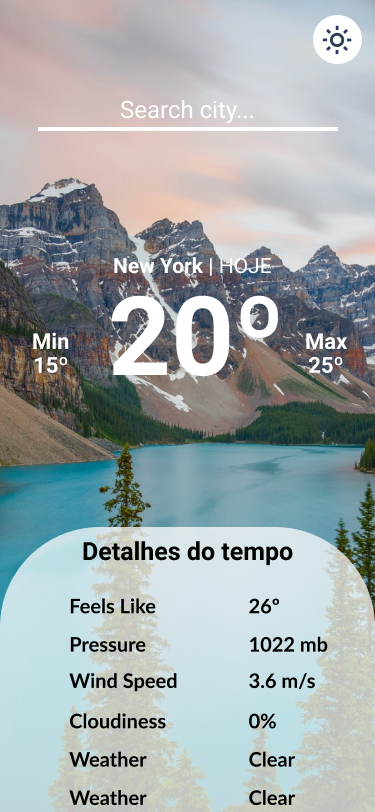 Search city...
New York | HOJE
20º
Min
15º
Max
25º
Detalhes do tempo
Feels Like 26º
Pressure 1022 mb
Wind Speed 3.6 m/s
Cloudiness 0%
Weather Clear
Weather Clear